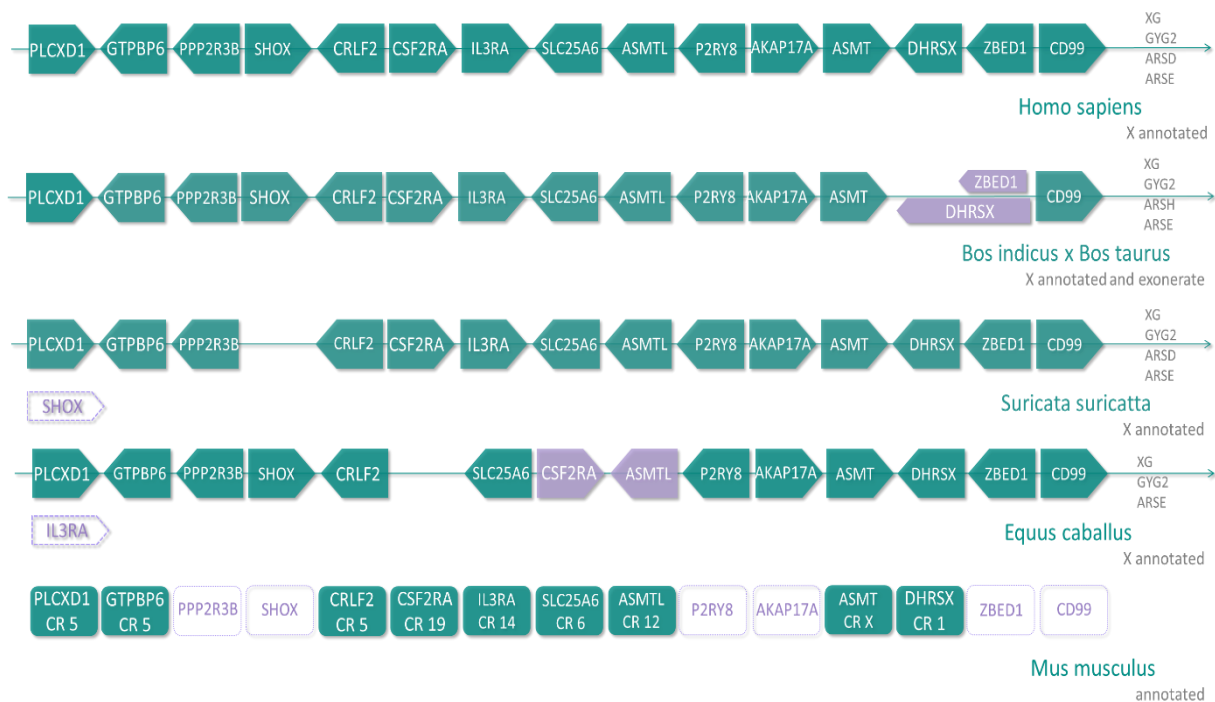 PLCXD1 GTPBP6 PPP2R3B SHOX CRLF2 CSF2RA IL3RA SLC25A6 ASMTL P2RY8 AKAP17A ASMT DHRSX ZBED1 CD99
XG
GYG2
ARSD
ARSE
Homo sapiens
X annotated
PLCXD1 GTPBP6 PPP2R3B SHOX CRLF2 CSF2RA IL3RA SLC25A6 ASMTL P2RY8 AKAP17A ASMT ZBED1 DHRSX CD99
XG
GYG2
ARSH
ARSE
Bos indicus x Bos taurus
X annotated and exonerate
PLCXD1 GTPBP6 PPP2R3B CRLF2 CSF2RA IL3RA SLC25A6 ASMTL P2RY8 AKAP17A ASMT DHRSX ZBED1 CD99
XG
GYG2
ARSD
ARSE
SHOX
Suricata suricatta
X annotated
PLCXD1 GTPBP6 PPP2R3B SHOX CRLF2 SLC25A6 CSF2RA ASMTL P2RY8 AKAP17A ASMT DHRSX ZBED1 CD99
XG
GYG2
ARSE
IL3RA
Equus caballus
X annotated
PLCXD1 GTPBP6 PPP2R3B SHOX CRLF2 CSF2RA IL3RA SLC25A6 ASMTL P2RY8 AKAP17A ASMT DHRSX ZBED1 CD99
CR 5 CR 5 CR 5 CR 19 CR 14 CR 6 CR 12 CR X CR 1
Mus musculus
annotated